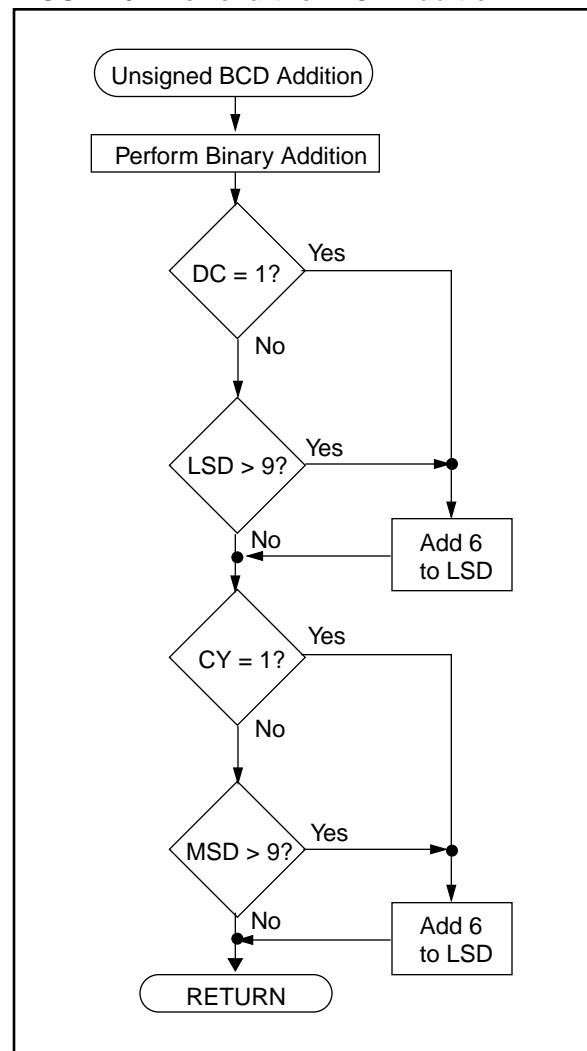 Unsigned BCD Addition
Perform Binary Addition
DC = 1?
Yes
No
LSD > 9?
Yes
No
Add 6
to LSD
CY = 1?
Yes
No
MSD > 9?
Yes
No
Add 6
to LSD
RETURN